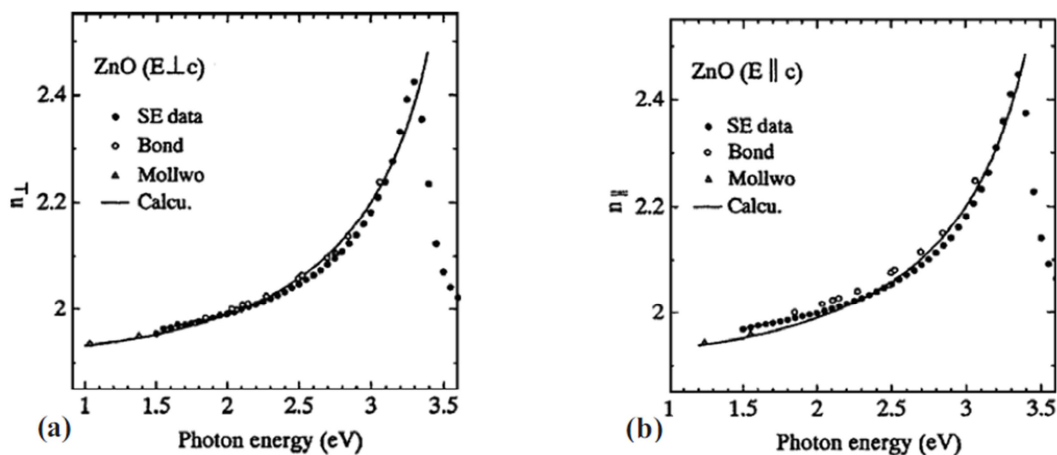 ZnO (E⊥c)
SE data
Bond
Mollwo
Calcu.
n⊥
2.4
2.2
2
1 1.5 2 2.5 3 3.5
Photon energy (eV)
(a)
ZnO (E ∥ c)
SE data
Bond
Mollwo
Calcu.
n∥
2.4
2.2
2
1 1.5 2 2.5 3 3.5
Photon energy (eV)
(b)